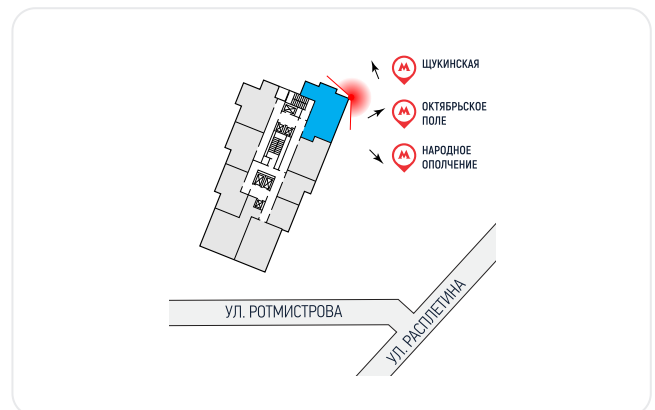 ЩУКИНСКАЯ
ОКТЯБРЬСКОЕ
ПОЛЕ
НАРОДНОЕ
ОПОЛЧЕНИЕ
УЛ. РОТМИСТРОВА
УЛ. РАСПЛЕТИНА